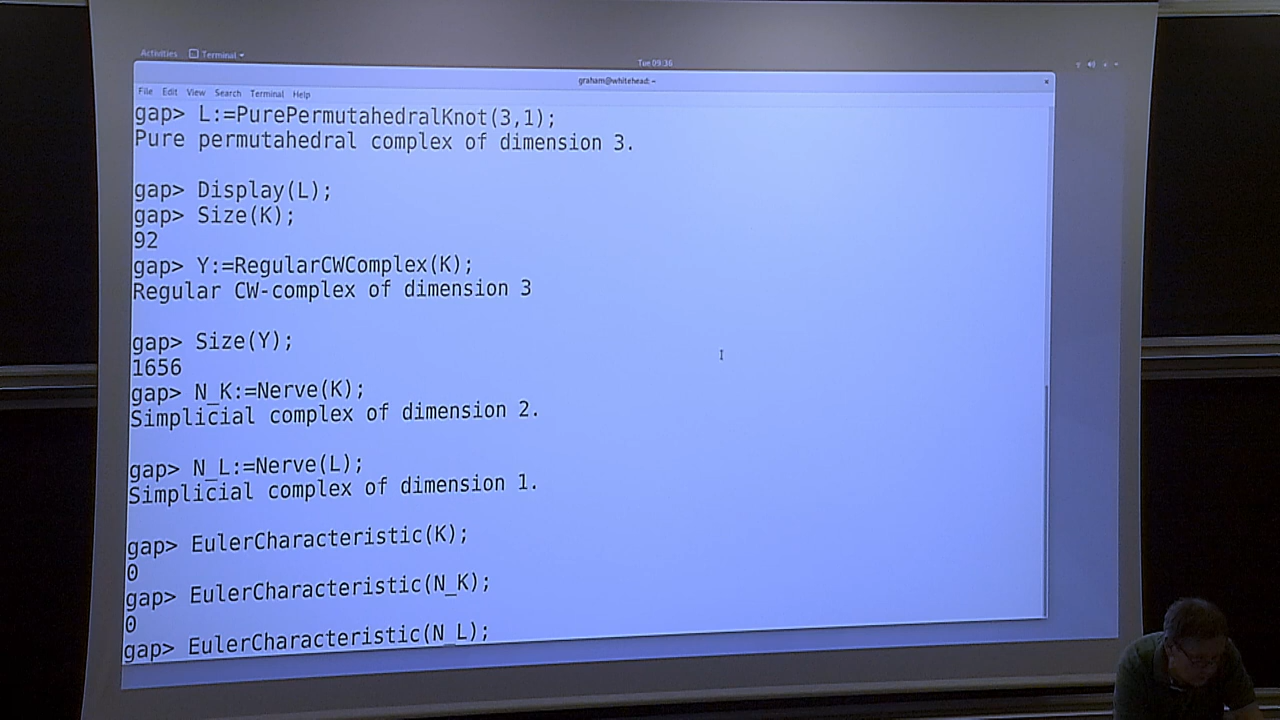 Activities Terminal
Tue 09:36
graham@whitehead:~
File Edit View Search Terminal Help
gap> L:=PurePermutahedralKnot(3,1);
Pure permutahedral complex of dimension 3.
gap> Display(L);
gap> Size(K);
92
gap> Y:=RegularCWComplex(K);
Regular CW-complex of dimension 3
gap> Size(Y);
1656
gap> N_K:=Nerve(K);
Simplicial complex of dimension 2.
gap> N_L:=Nerve(L);
Simplicial complex of dimension 1.
gap> EulerCharacteristic(K);
0
gap> EulerCharacteristic(N_K);
0
gap> EulerCharacteristic(N_L);